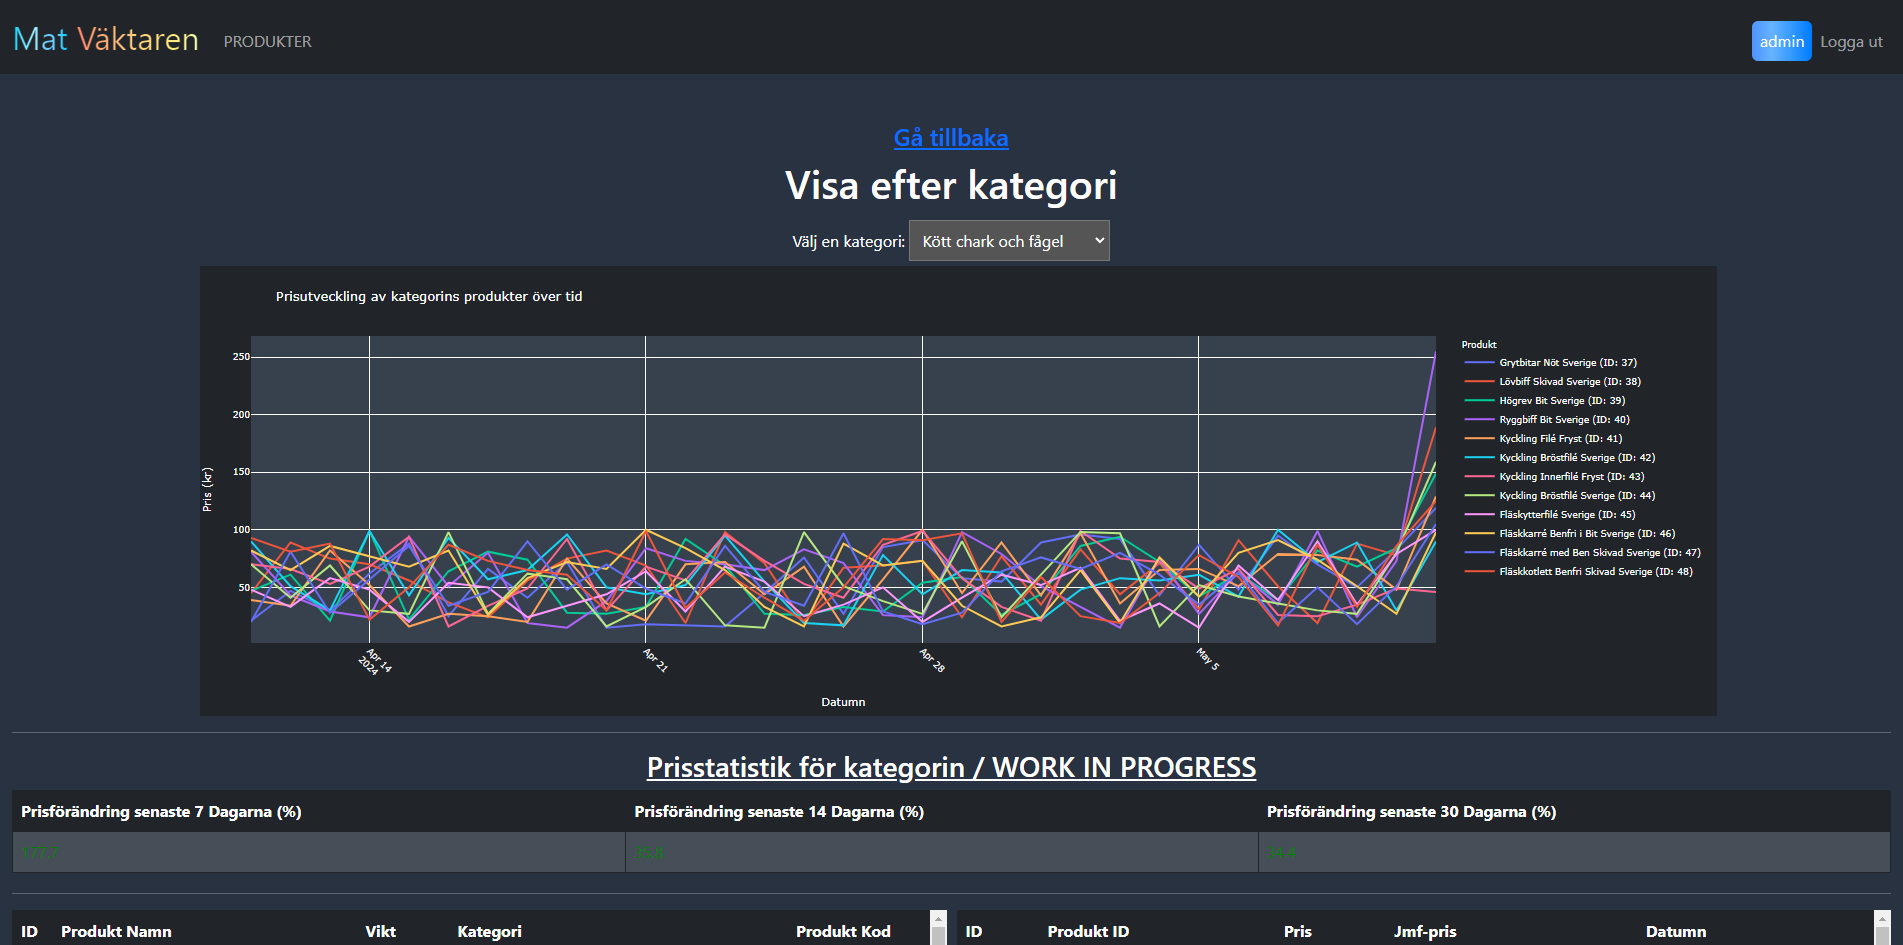 Mat Väktaren PRODUKTER admin Logga ut
Gå tillbaka
Visa efter kategori
Välj en kategori: Kött chark och fågel
Prisutveckling av kategorins produkter över tid
Pris (kr)
250
200
150
100
50
Apr 14
2024
Apr 21
Apr 28
May 5
Datumn
Produkt
Grytbitar Nöt Sverige (ID: 37)
Lövbiff Skivad Sverige (ID: 38)
Högrev Bit Sverige (ID: 39)
Ryggbiff Bit Sverige (ID: 40)
Kyckling Filé Fryst (ID: 41)
Kyckling Bröstfilé Sverige (ID: 42)
Kyckling Innerfilé Fryst (ID: 43)
Kyckling Bröstfilé Sverige (ID: 44)
Fläskytterfilé Sverige (ID: 45)
Fläskkarré Benfri i Bit Sverige (ID: 46)
Fläskkarré med Ben Skivad Sverige (ID: 47)
Fläskkotlett Benfri Skivad Sverige (ID: 48)
Prisstatistik för kategorin / WORK IN PROGRESS
Prisförändring senaste 7 Dagarna (%) Prisförändring senaste 14 Dagarna (%) Prisförändring senaste 30 Dagarna (%)
ID Produkt Namn Vikt Kategori Produkt Kod ID Produkt ID Pris Jmf-pris Datumn